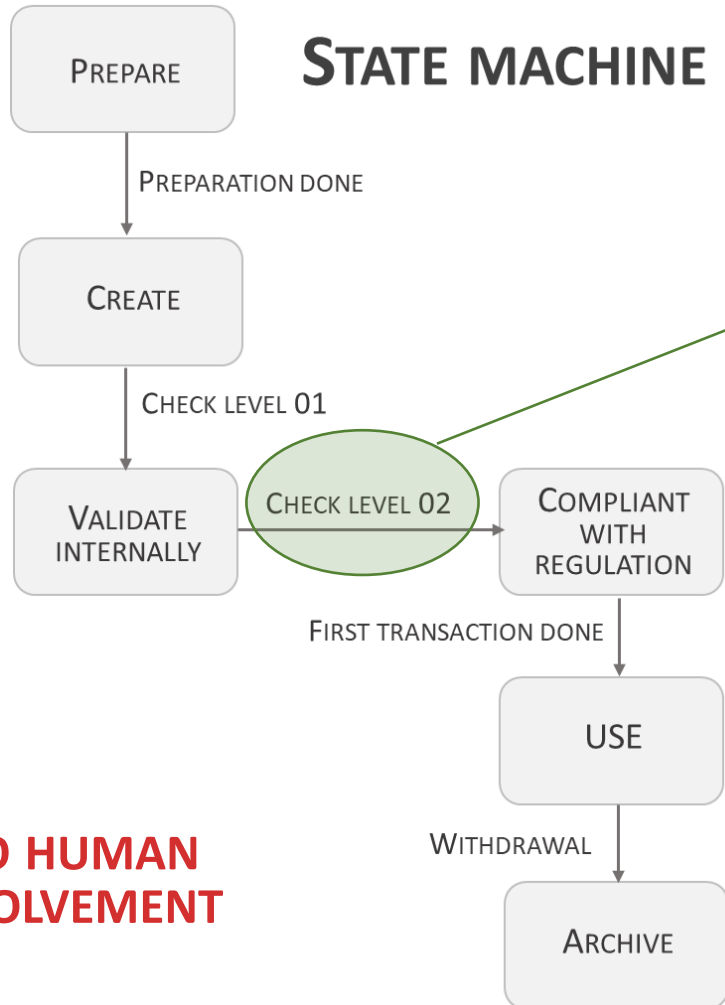 PREPARE
STATE MACHINE
PREPARATION DONE
CREATE
CHECK LEVEL 01
VALIDATE
INTERNALLY
CHECK LEVEL 02
COMPLIANT
WITH
REGULATION
FIRST TRANSACTION DONE
USE
WITHDRAWAL
HUMAN
ARCHIVE